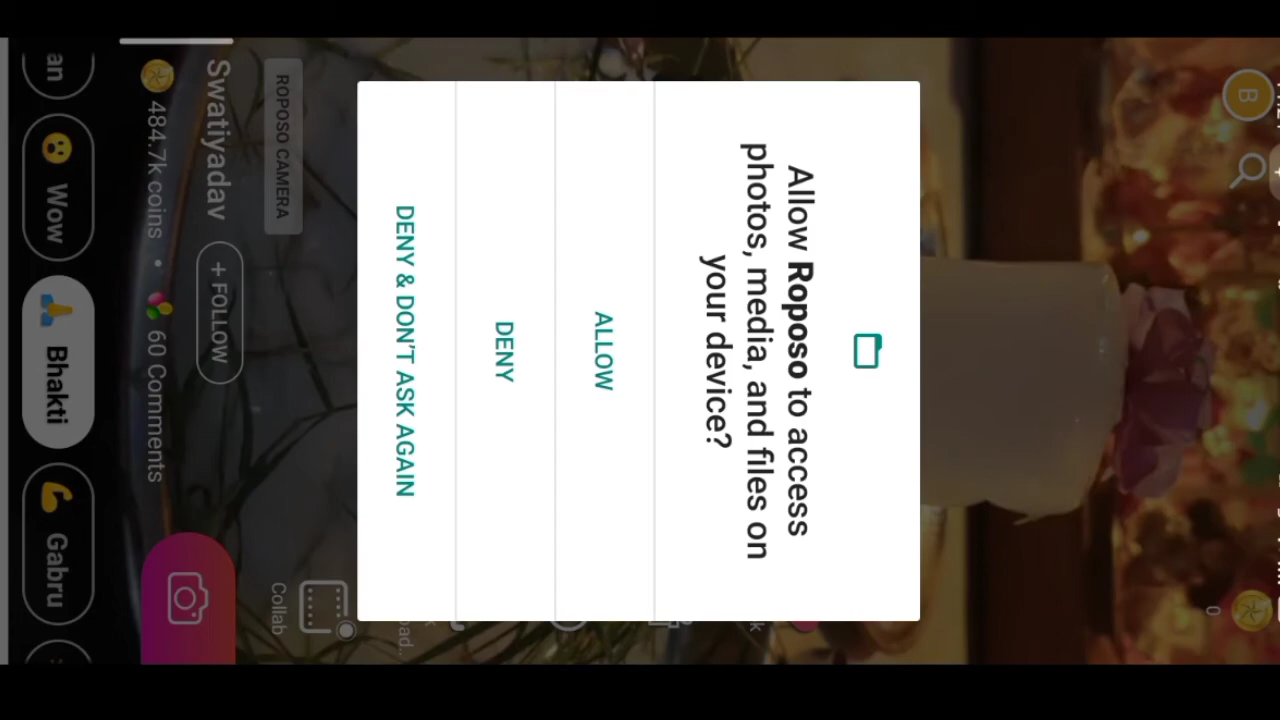 B
0
Allow Roposo to access
photos, media, and files on
your device?
ALLOW
DENY
DENY & DON'T ASK AGAIN
Collab
ROPOSO CAMERA
Swatiyadav
+ FOLLOW
484.7k coins • 60 Comments
Wow
Bhakti
Gabru